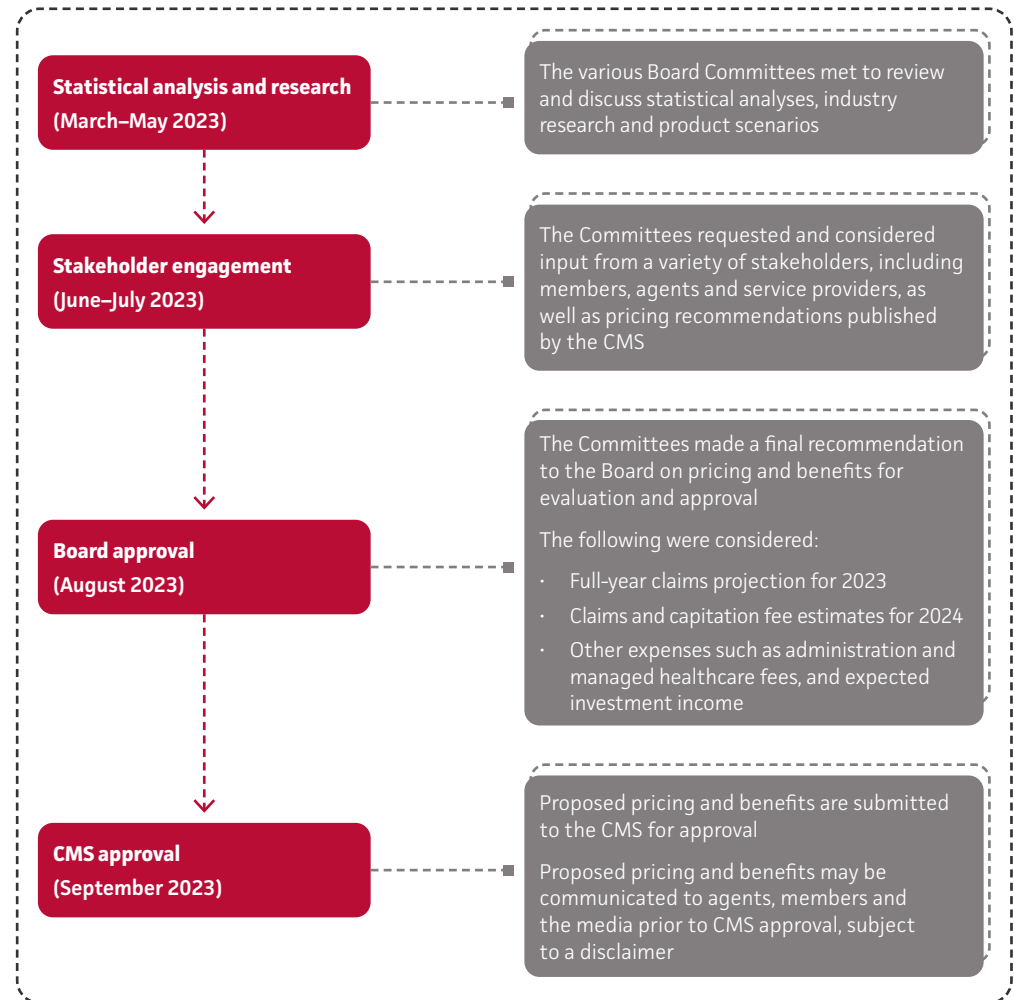 Statistical analysis and research
(March–May 2023)
The various Board Committees met to review
and discuss statistical analyses, industry
research and product scenarios
Stakeholder engagement
(June–July 2023)
The Committees requested and considered
input from a variety of stakeholders, including
members, agents and service providers, as
well as pricing recommendations published
by the CMS
Board approval
(August 2023)
The Committees made a final recommendation
to the Board on pricing and benefits for
evaluation and approval
The following were considered:
· Full-year claims projection for 2023
· Claims and capitation fee estimates for 2024
· Other expenses such as administration and
managed healthcare fees, and expected
investment income
CMS approval
(September 2023)
Proposed pricing and benefits are submitted
to the CMS for approval
Proposed pricing and benefits may be
communicated to agents, members and
the media prior to CMS approval, subject
to a disclaimer